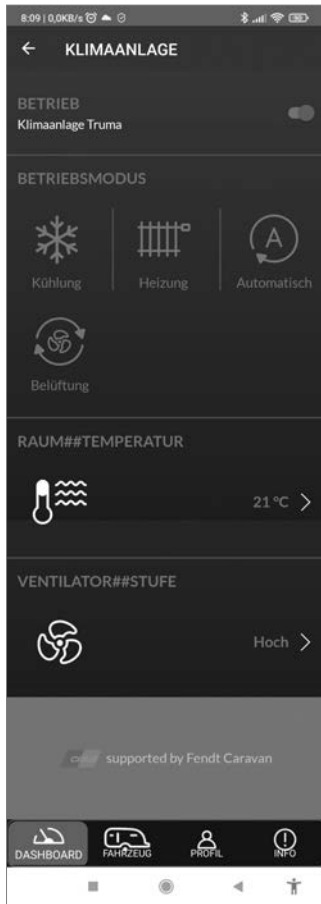 8:09 | 0,0KB/s
KLIMAANLAGE
BETRIEB
Klimaanlage Truma
BETRIEBSMODUS
Kühlung
Heizung
Automatisch
A
Belüftung
RAUM##TEMPERATUR
21 °C
VENTILATOR##STUFE
Hoch
supported by Fendt Caravan
DASHBOARD
FAHRZEUG
PROFIL
INFO